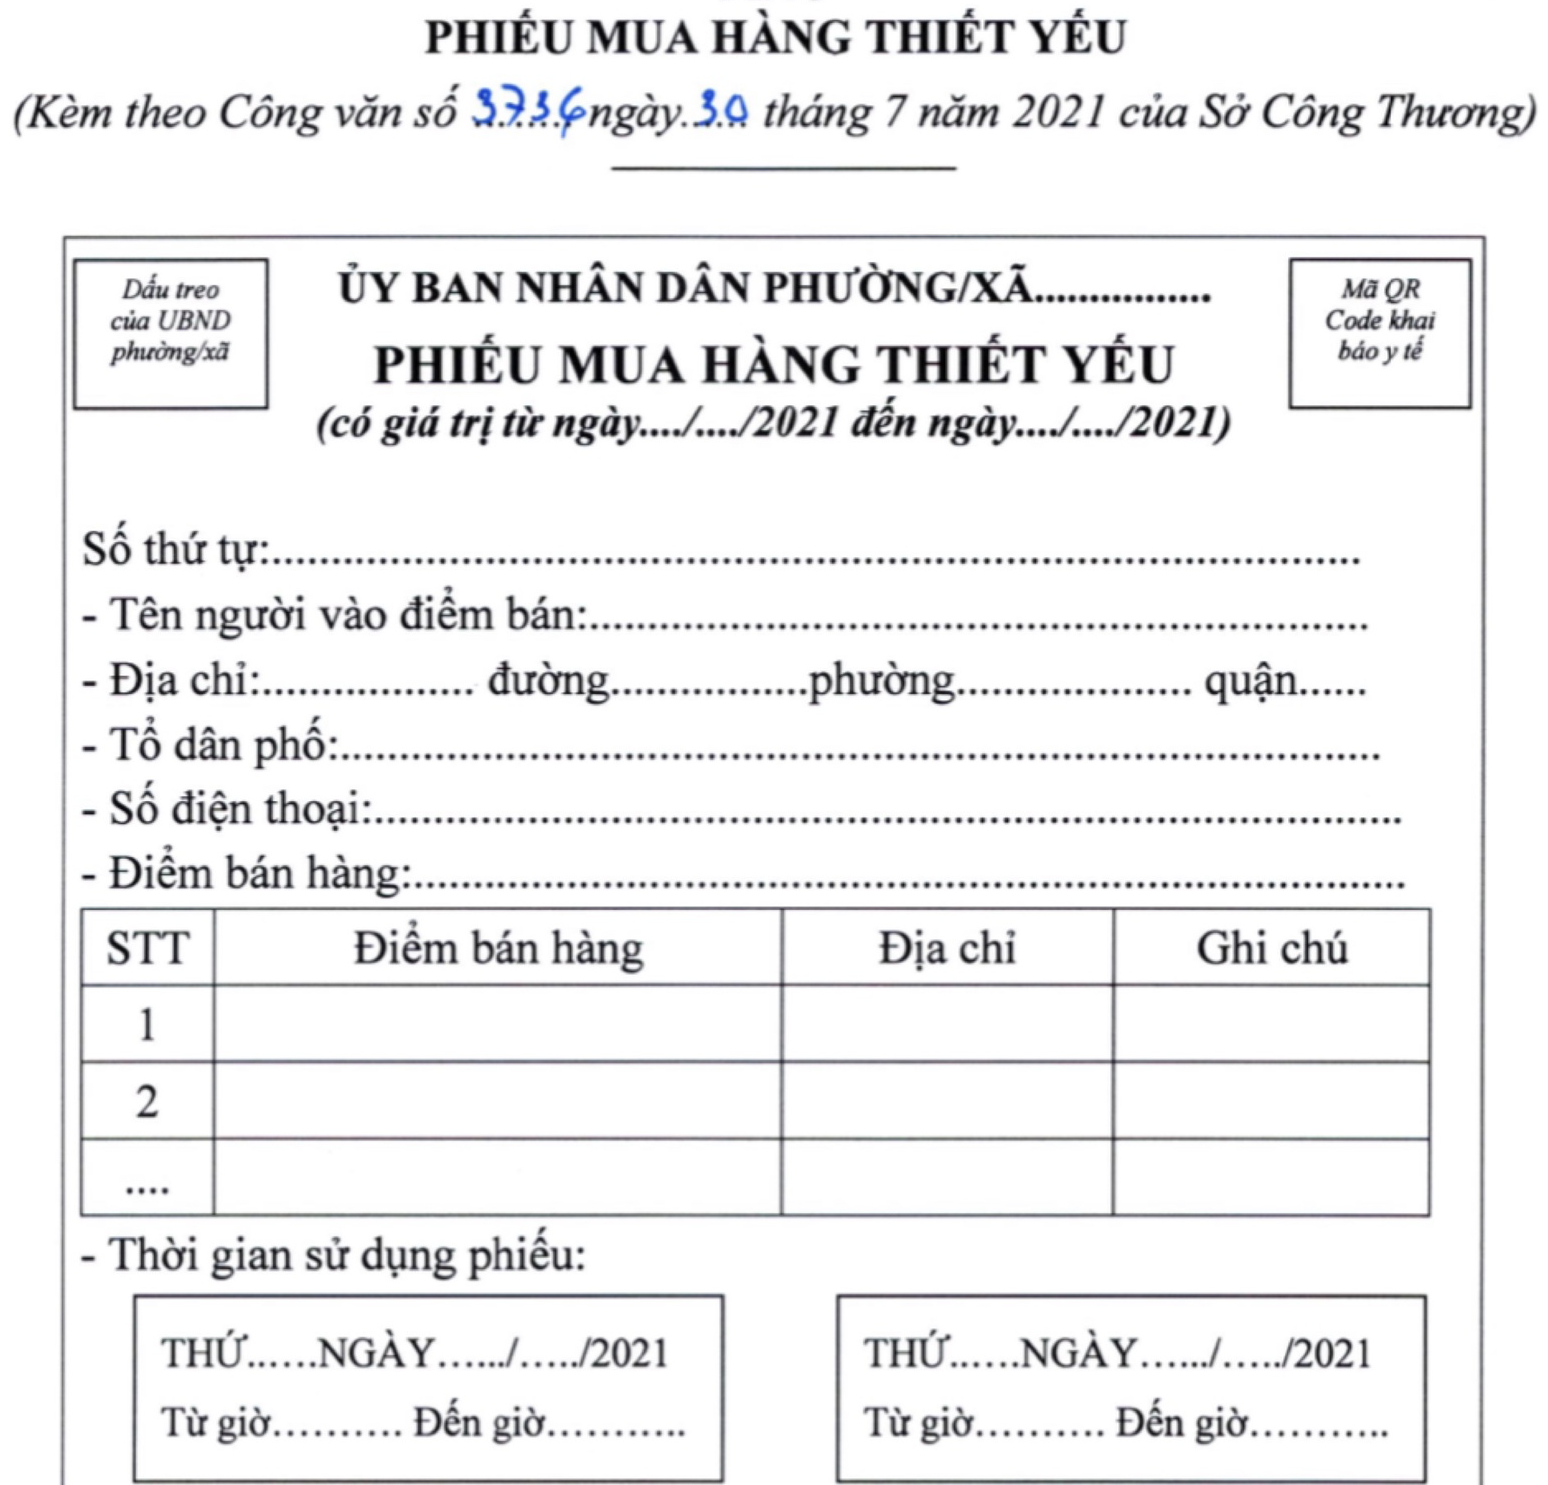 PHIẾU MUA HÀNG THIẾT YẾU
(Kèm theo Công văn số 3736 ngày 30 tháng 7 năm 2021 của Sở Công Thương)
Dấu treo
của UBND
phường/xã
ỦY BAN NHÂN DÂN PHƯỜNG/XÃ................
PHIẾU MUA HÀNG THIẾT YẾU
(có giá trị từ ngày..../..../2021 đến ngày..../..../2021)
Mã QR
Code khai
báo y tế
Số thứ tự:..........................................................................................
- Tên người vào điểm bán:.................................................................
- Địa chỉ:.................. đường.................phường.................... quận......
- Tổ dân phố:......................................................................................
- Số điện thoại:.....................................................................................
- Điểm bán hàng:..................................................................................
STT Điểm bán hàng Địa chỉ Ghi chú
1
2
....
- Thời gian sử dụng phiếu:
THỨ......NGÀY....../...../2021
Từ giờ.......... Đến giờ...........
THỨ......NGÀY....../...../2021
Từ giờ.......... Đến giờ...........